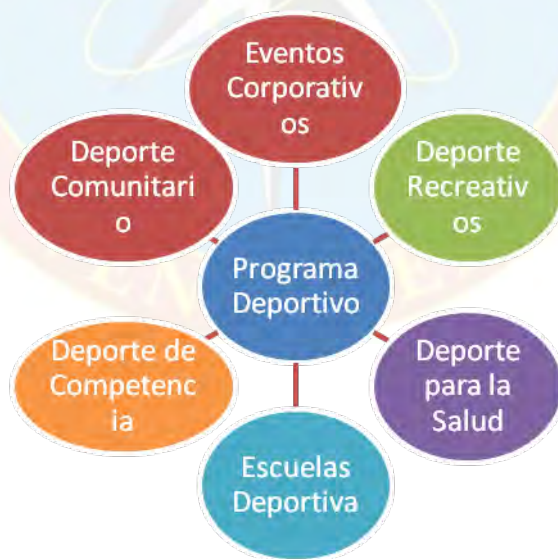 Eventos
Corporativ
os
Deporte
Recreativ
os
Deporte
para la
Salud
Escuelas
Deportiva
Deporte de
Competenc
ia
Deporte
Comunitari
o
Programa
Deportivo